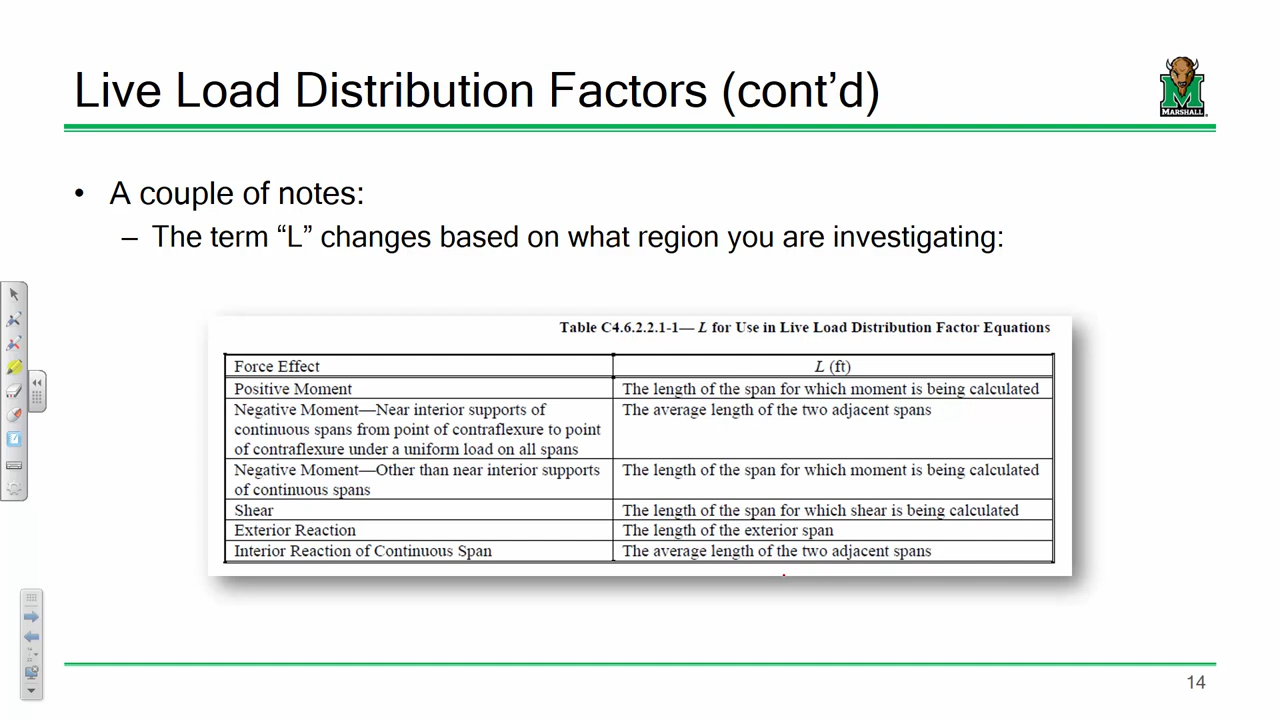 Live Load Distribution Factors (cont’d)
MARSHALL
• A couple of notes:
– The term “L” changes based on what region you are investigating:
Table C4.6.2.2.1-1— L for Use in Live Load Distribution Factor Equations
Force Effect
L (ft)
Positive Moment
The length of the span for which moment is being calculated
Negative Moment—Near interior supports of
continuous spans from point of contraflexure to point
of contraflexure under a uniform load on all spans
The average length of the two adjacent spans
Negative Moment—Other than near interior supports
of continuous spans
The length of the span for which moment is being calculated
Shear
The length of the span for which shear is being calculated
Exterior Reaction
The length of the exterior span
Interior Reaction of Continuous Span
The average length of the two adjacent spans
14